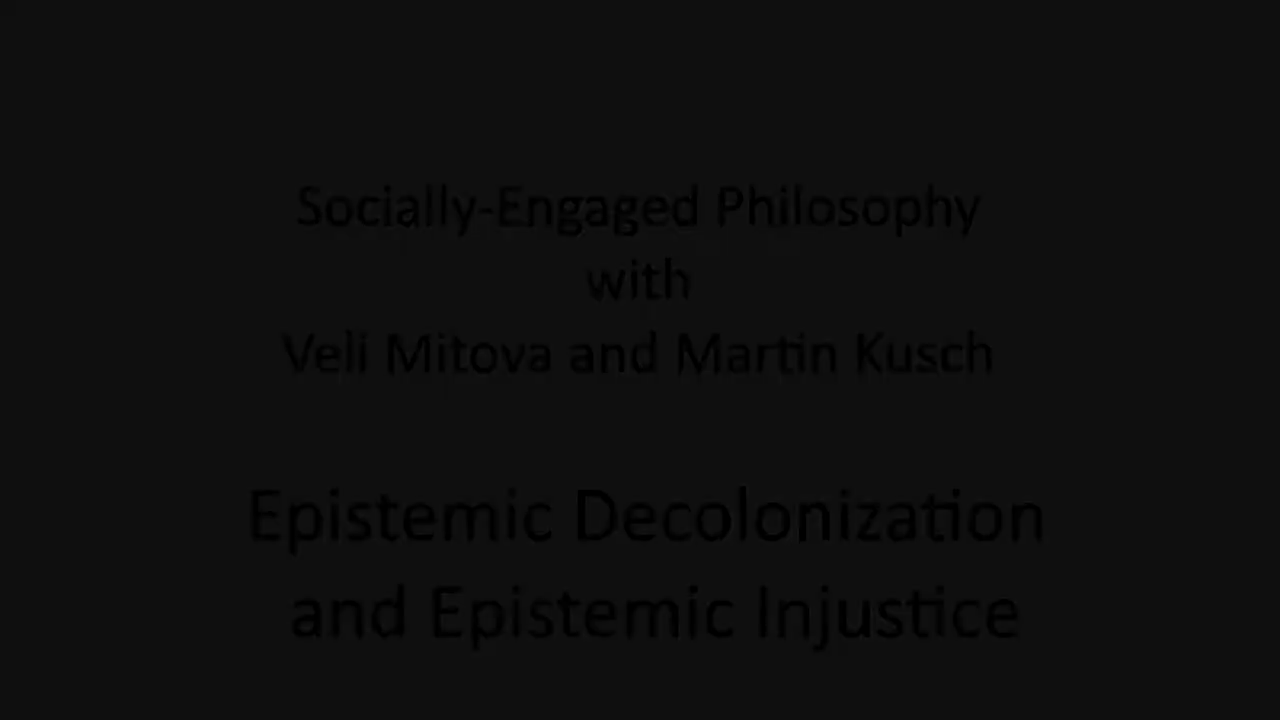 Socially-Engaged Philosophy
with
Veli Mitova and Martin Kusch
Epistemic Decolonization
and Epistemic Injustice